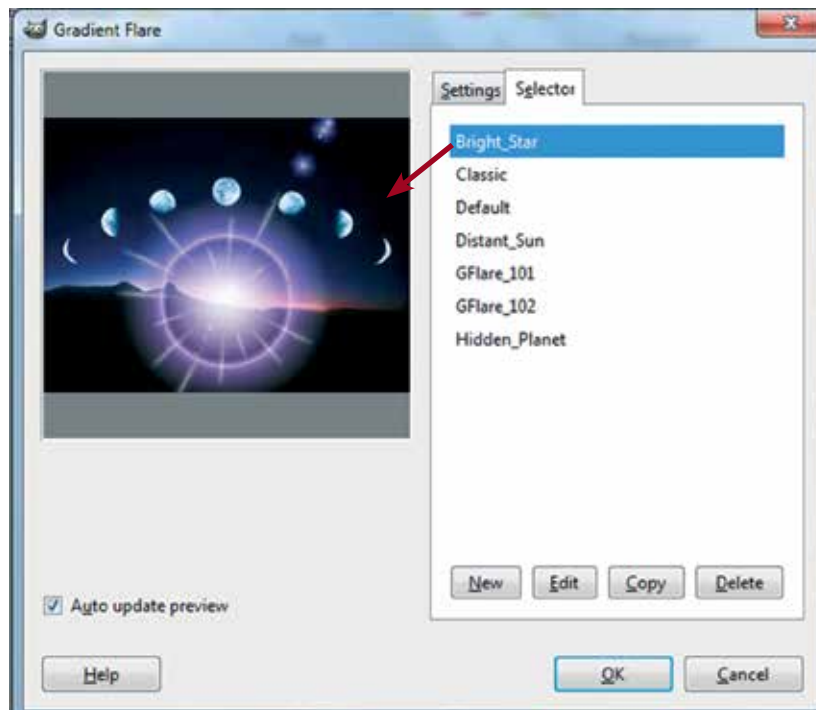 Gradient Flare
Settings
Selector
Bright_Star
Classic
Default
Distant_Sun
GFlare_101
GFlare_102
Hidden_Planet
New
Edit
Copy
Delete
Auto update preview
Help
OK
Cancel